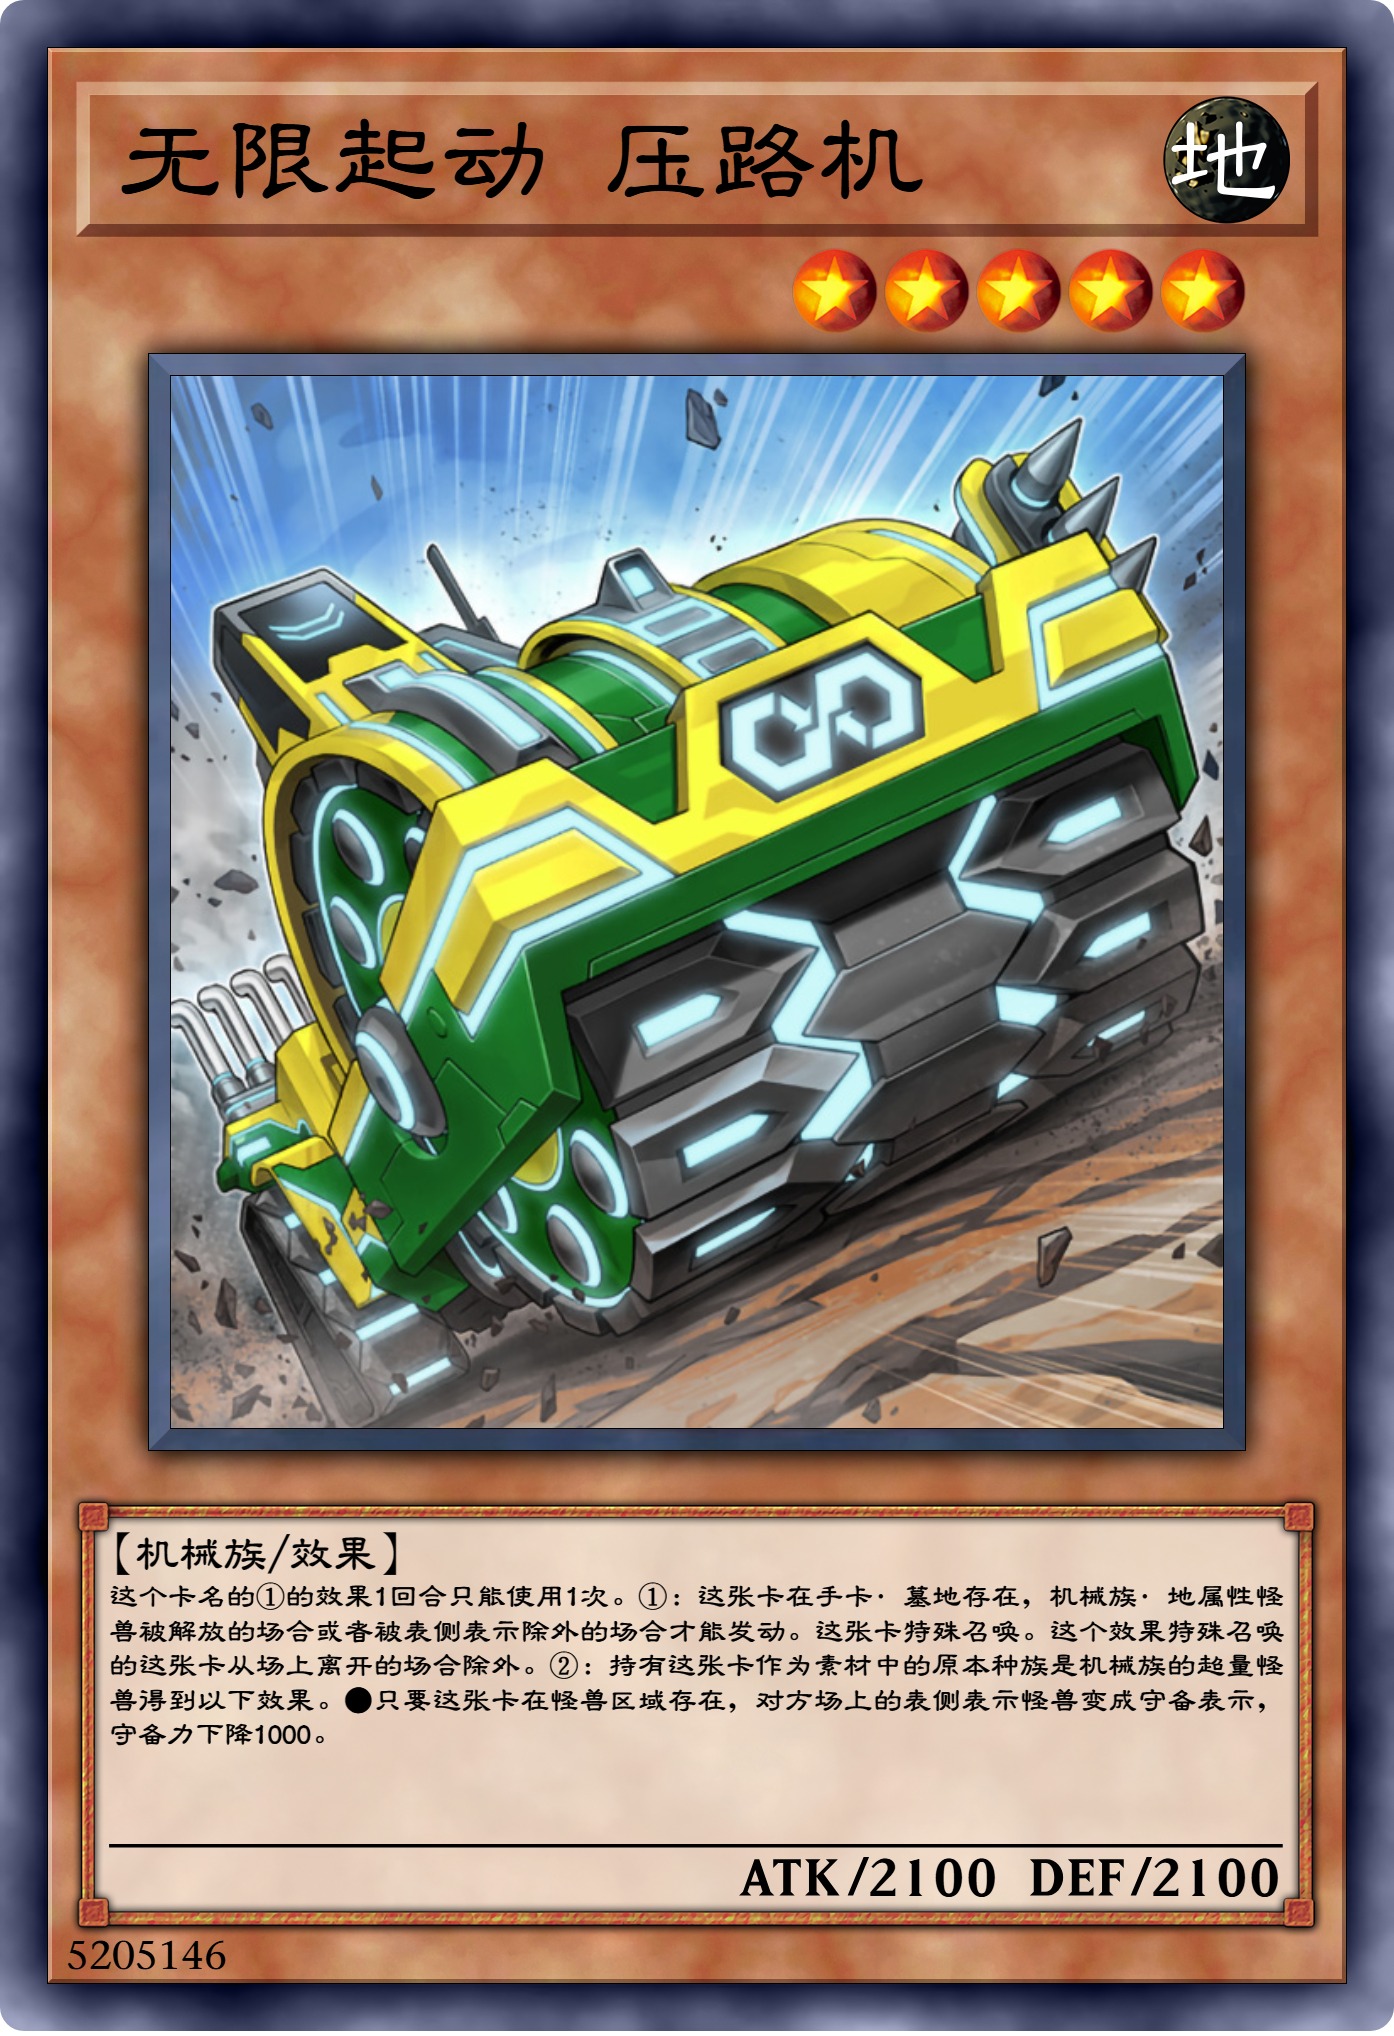 无限起动 压路机
地
【机械族/效果】
这个卡名的①的效果1回合只能使用1次。①：这张卡在手卡·墓地存在，机械族·地属性怪
兽被解放的场合或者被表侧表示除外的场合才能发动。这张卡特殊召唤。这个效果特殊召唤
的这张卡从场上离开的场合除外。②：持有这张卡作为素材中的原本种族是机械族的超量怪
兽得到以下效果。●只要这张卡在怪兽区域存在，对方场上的表侧表示怪兽变成守备表示，
守备力下降1000。
ATK/2100 DEF/2100
5205146